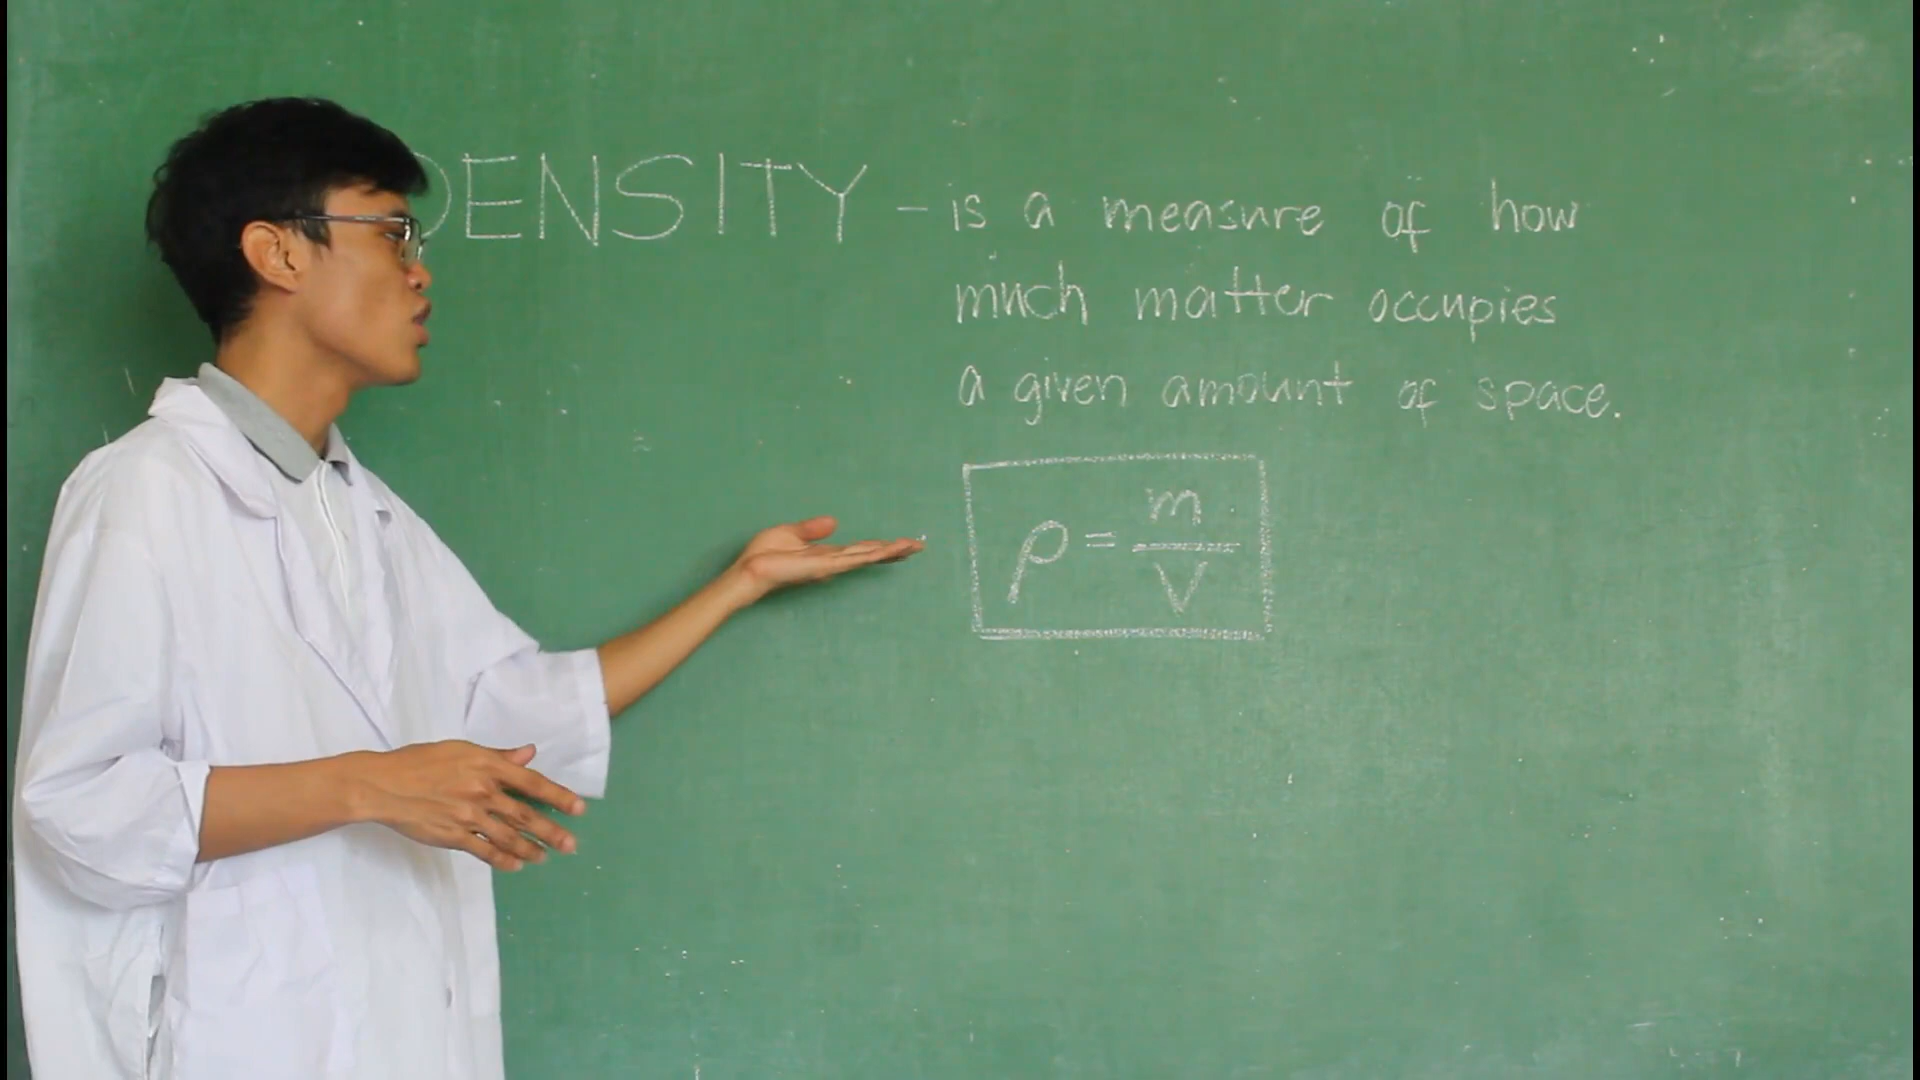 DENSITY - is a measure of how
much matter occupies
a given amount of space.
ρ = m/V